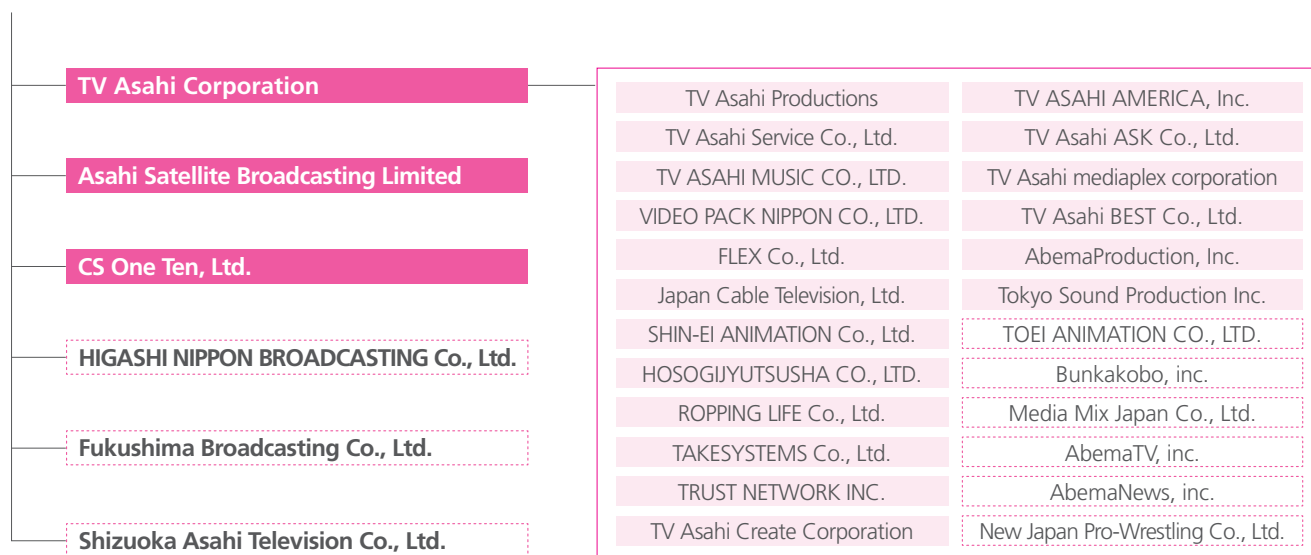 TV Asahi Corporation
Asahi Satellite Broadcasting Limited
CS One Ten, Ltd.
HIGASHI NIPPON BROADCASTING Co., Ltd.
Fukushima Broadcasting Co., Ltd.
Shizuoka Asahi Television Co., Ltd.
TV Asahi Productions
TV Asahi Service Co., Ltd.
TV ASAHI MUSIC CO., LTD.
VIDEO PACK NIPPON CO., LTD.
FLEX Co., Ltd.
Japan Cable Television, Ltd.
SHIN-EI ANIMATION Co., Ltd.
HOSOGIJYUTSUSHA CO., LTD.
ROPPING LIFE Co., Ltd.
TAKESYSTEMS Co., Ltd.
TRUST NETWORK INC.
TV Asahi Create Corporation
TV ASAHI AMERICA, Inc.
TV Asahi ASK Co., Ltd.
TV Asahi mediaplex corporation
TV Asahi BEST Co., Ltd.
AbemaProduction, Inc.
Tokyo Sound Production Inc.
TOEI ANIMATION CO., LTD.
Bunkakobo, inc.
Media Mix Japan Co., Ltd.
AbemaTV, inc.
AbemaNews, inc.
New Japan Pro-Wrestling Co., Ltd.